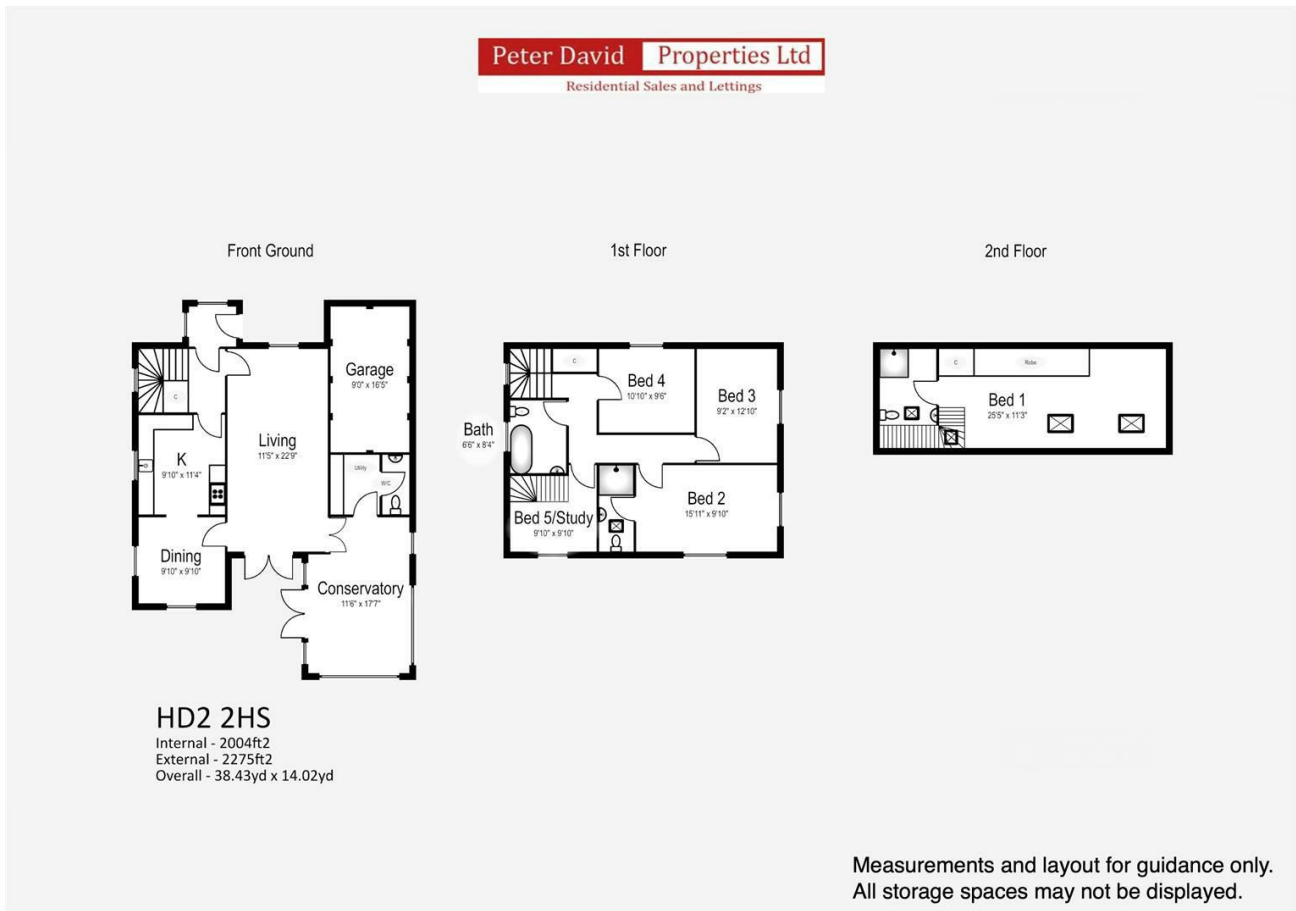 Peter David Properties Ltd
Residential Sales and Lettings
Front Ground
1st Floor
2nd Floor
Garage
9'0" x 16'5"
C
Living
11'5" x 22'9"
K
9'10" x 11'4"
Utility
W/C
Dining
9'10" x 9'10"
Conservatory
11'6" x 17'7"
C
Bed 4
10'10" x 9'6"
Bed 3
9'2" x 12'10"
Bath
6'6" x 8'4"
Bed 2
15'11" x 9'10"
Bed 5/Study
9'10" x 9'10"
C
Robe
Bed 1
25'5" x 11'3"
HD2 2HS
Internal - 2004ft2
External - 2275ft2
Overall - 38.43yd x 14.02yd
Measurements and layout for guidance only.
All storage spaces may not be displayed.